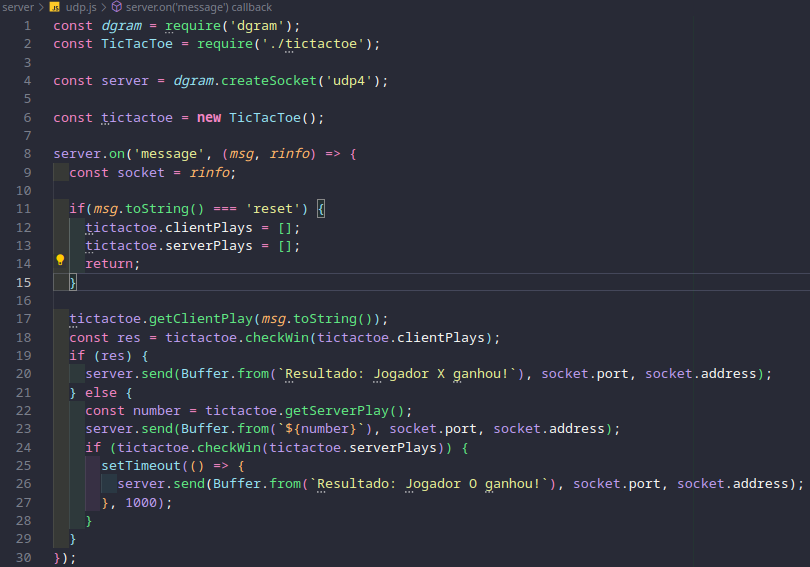 server > JS udp.js > server.on('message') callback
1 const dgram = require('dgram');
2 const TicTacToe = require('./tictactoe');
3
4 const server = dgram.createSocket('udp4');
5
6 const tictactoe = new TicTacToe();
7
8 server.on('message', (msg, rinfo) => {
9   const socket = rinfo;
10
11   if(msg.toString() === 'reset') {
12     tictactoe.clientPlays = [];
13     tictactoe.serverPlays = [];
14     return;
15   }
16
17   tictactoe.getClientPlay(msg.toString());
18   const res = tictactoe.checkWin(tictactoe.clientPlays);
19   if (res) {
20     server.send(Buffer.from(`Resultado: Jogador X ganhou!`), socket.port, socket.address);
21   } else {
22     const number = tictactoe.getServerPlay();
23     server.send(Buffer.from(`${number}`), socket.port, socket.address);
24     if (tictactoe.checkWin(tictactoe.serverPlays)) {
25       setTimeout(() => {
26         server.send(Buffer.from(`Resultado: Jogador O ganhou!`), socket.port, socket.address);
27       }, 1000);
28     }
29   }
30 });